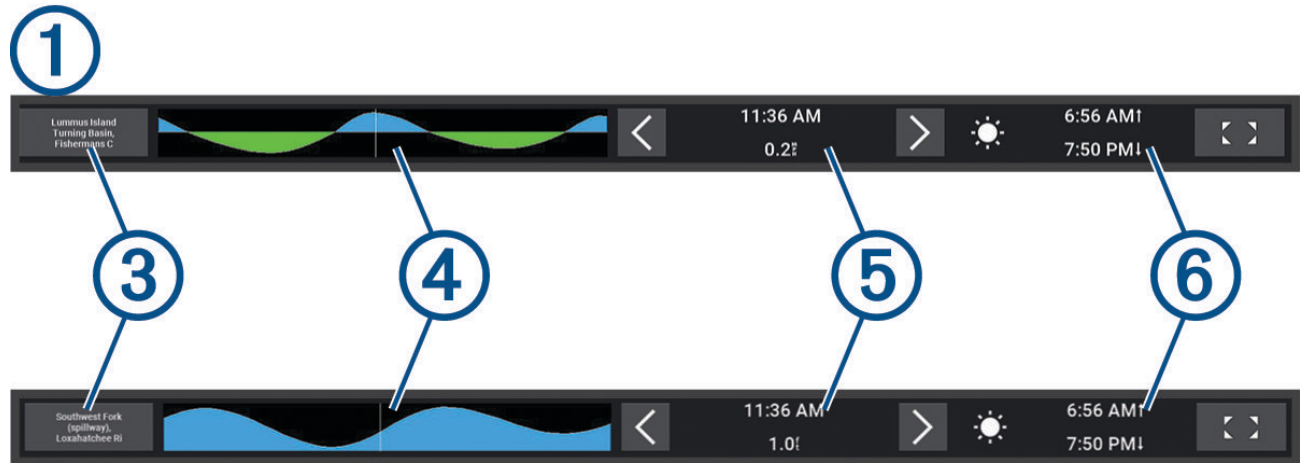 1
Lummus Island
Turning Basin,
Fishermans C
11:36 AM
0.2
6:56 AM↑
7:50 PM↓
3
4
5
6
Southwest Fork
(spillway),
Loxahatchee Ri
11:36 AM
1.0
6:56 AM↑
7:50 PM↓